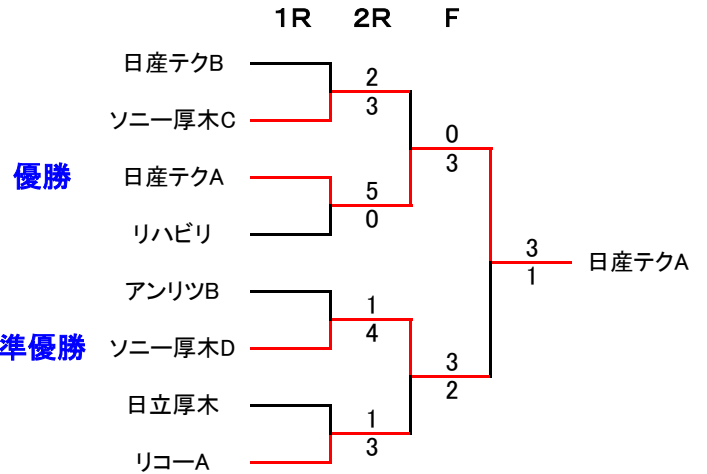 1R 2R F
日産テクB
2
3
ソニー厚木C
0
3
優勝 日産テクA
5
0
リハビリ
3
1
日産テクA
アンリツB
1
4
準優勝 ソニー厚木D
3
2
日立厚木
1
3
リコーA